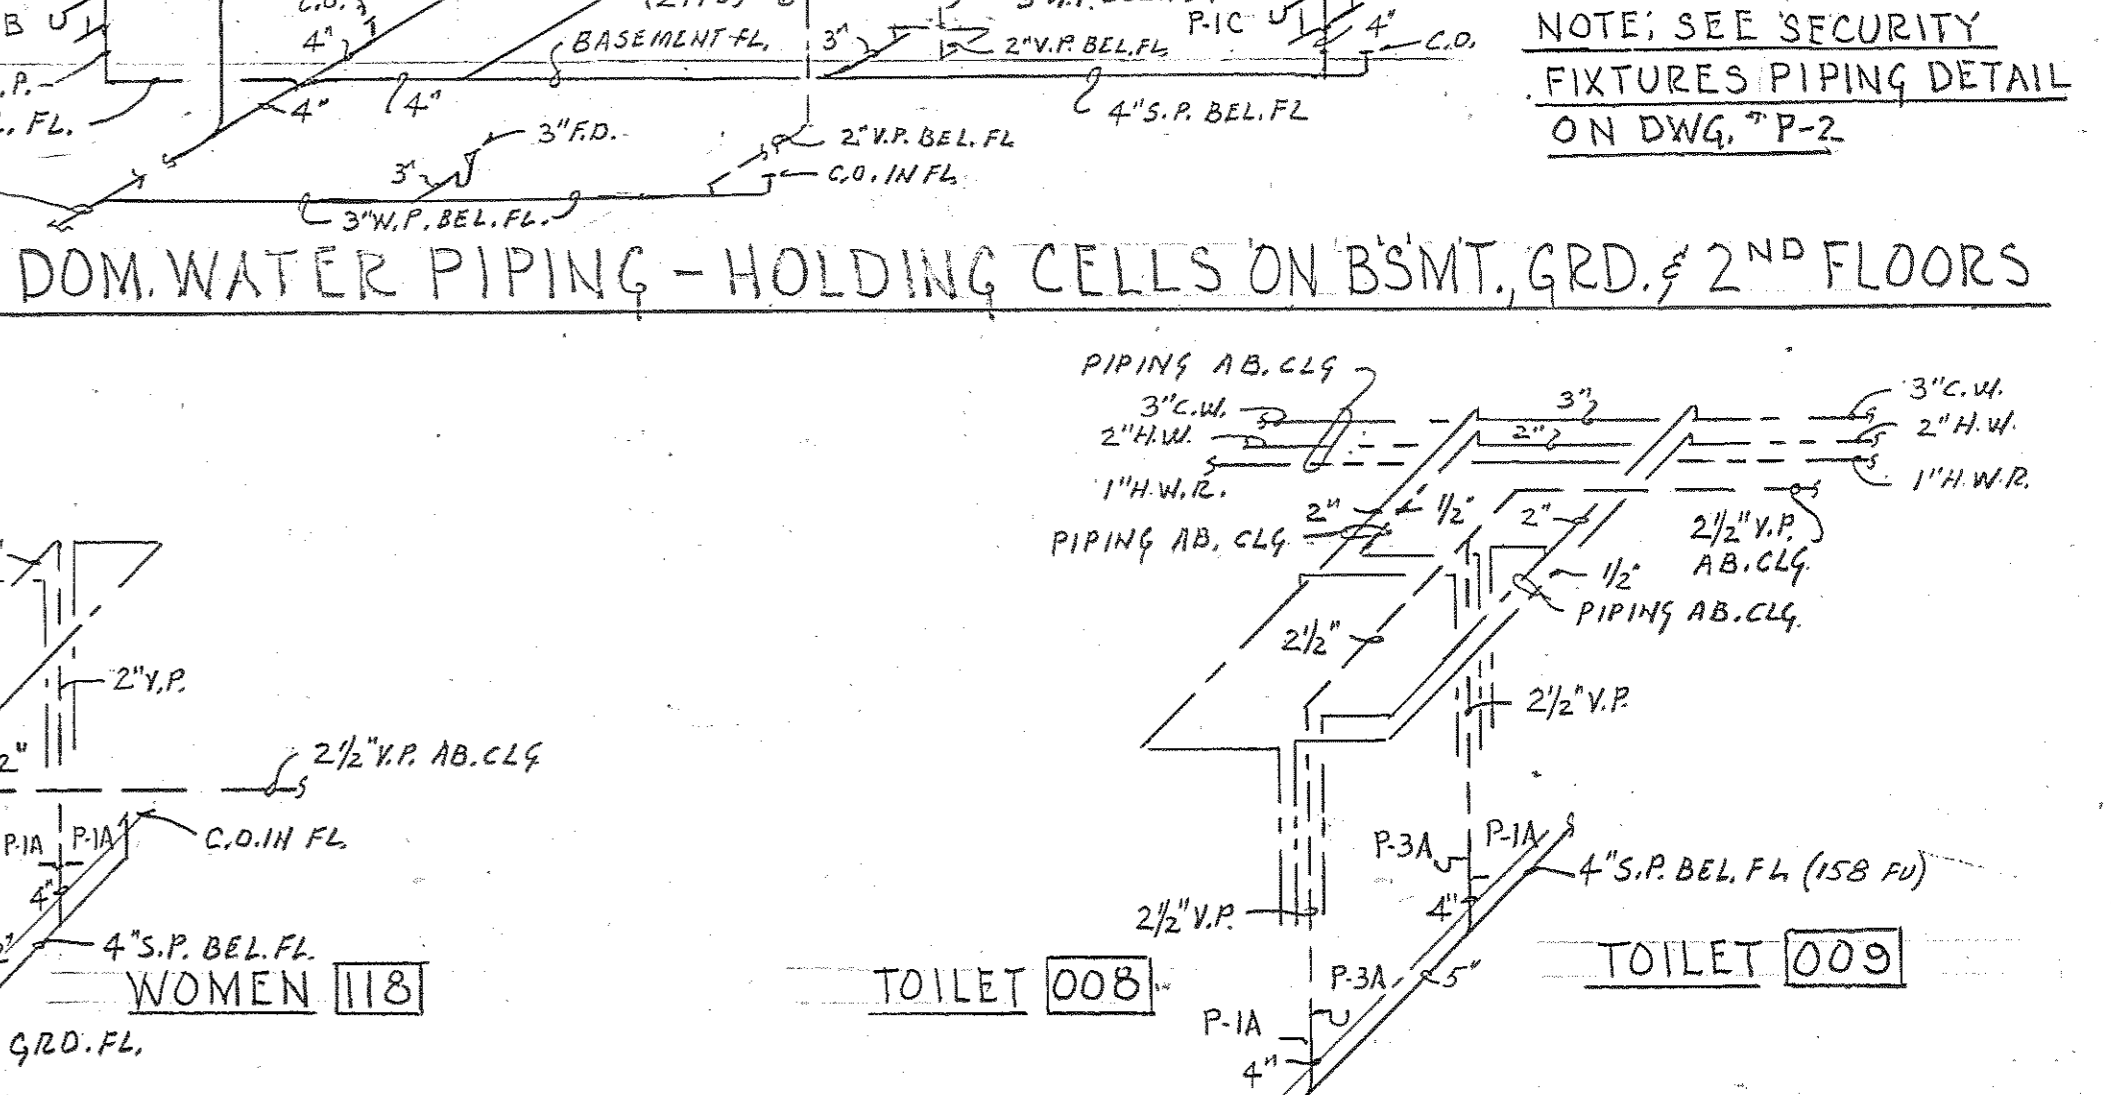 B
C.O.
4"
BASEMENT FL.
3"
2"V.P. BEL.FL
P-1C
4"
C.O.
NOTE; SEE SECURITY
FIXTURES PIPING DETAIL
ON DWG. P-2
.P.
FL.
4"
4"
4"S.P. BEL. FL
3"F.D.
2"V.P. BEL. FL
3"
C.O. IN FL
3"W.P. BEL. FL.
DOM. WATER PIPING - HOLDING CELLS ON B'S'M'T., GRD. & 2ND FLOORS
PIPING AB. CLG
3"C.W.
2"H.W.
1"H.W.R.
3"
2"
3"C.W.
2"H.W.
1"H.W.R.
PIPING AB. CLG
2"
1/2"
2"
2 1/2"V.P.
AB. CLG.
1/2"
PIPING AB. CLG.
2 1/2"
2"V.P.
2 1/2"V.P.
2 1/2"V.P. AB. CLG
P-1A
P-1A
C.O. IN FL.
4"
4"S.P. BEL. FL.
WOMEN 118
GRD. FL.
P-3A
P-1A
4"S.P. BEL. FL (158 FU)
2 1/2"V.P.
4"
TOILET 008
P-3A
5"
TOILET 009
P-1A
4"